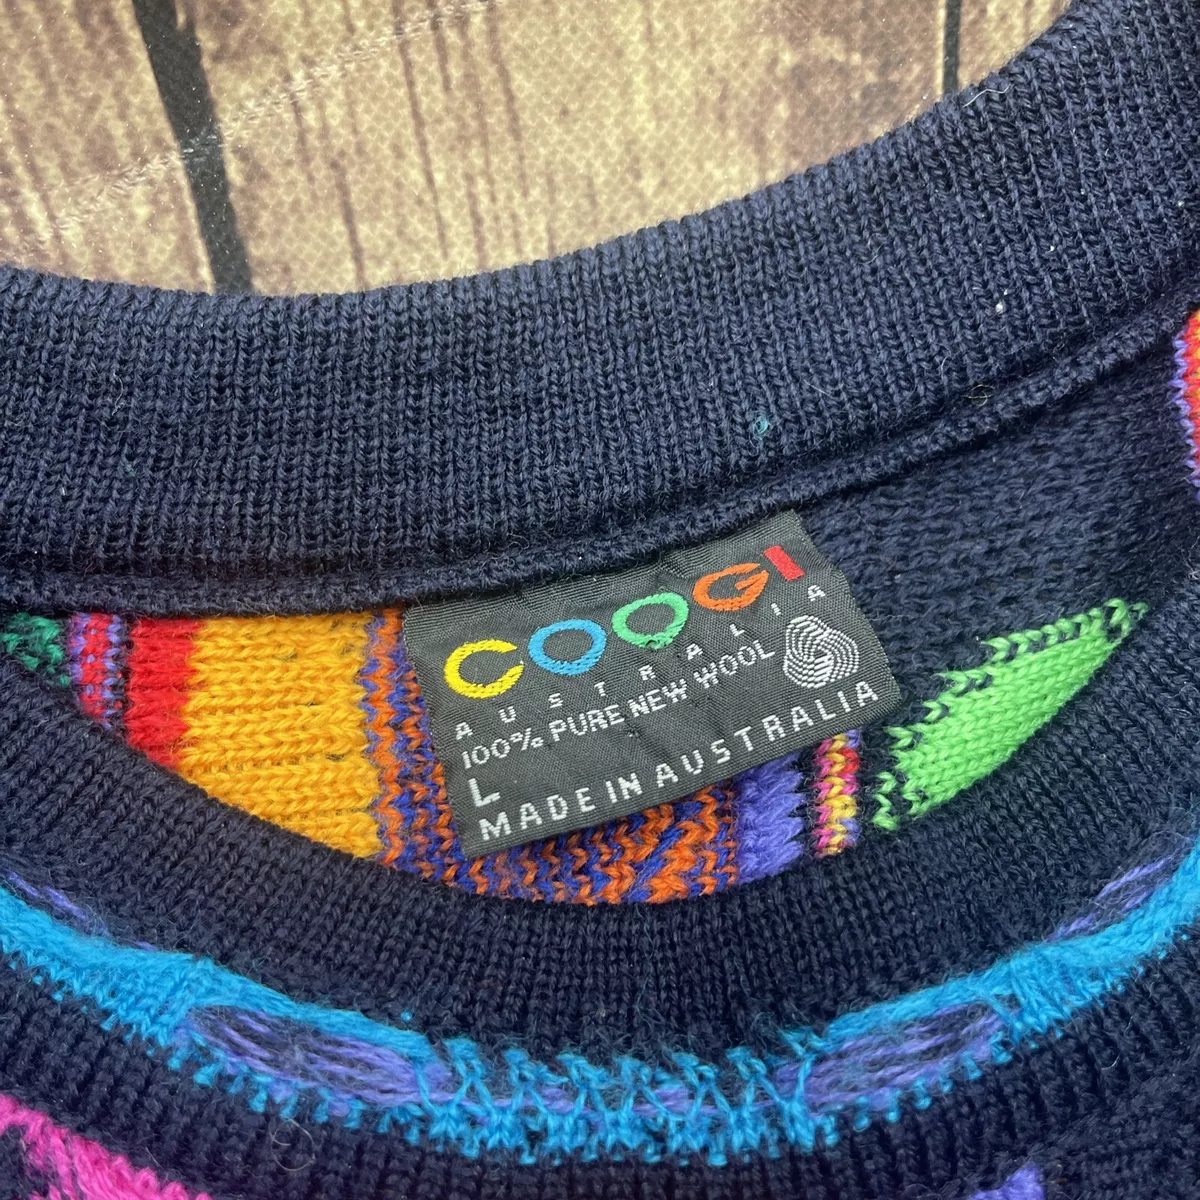 COOGI
AUSTRALIA
100% PURE NEW WOOL
L
MADE IN AUSTRALIA